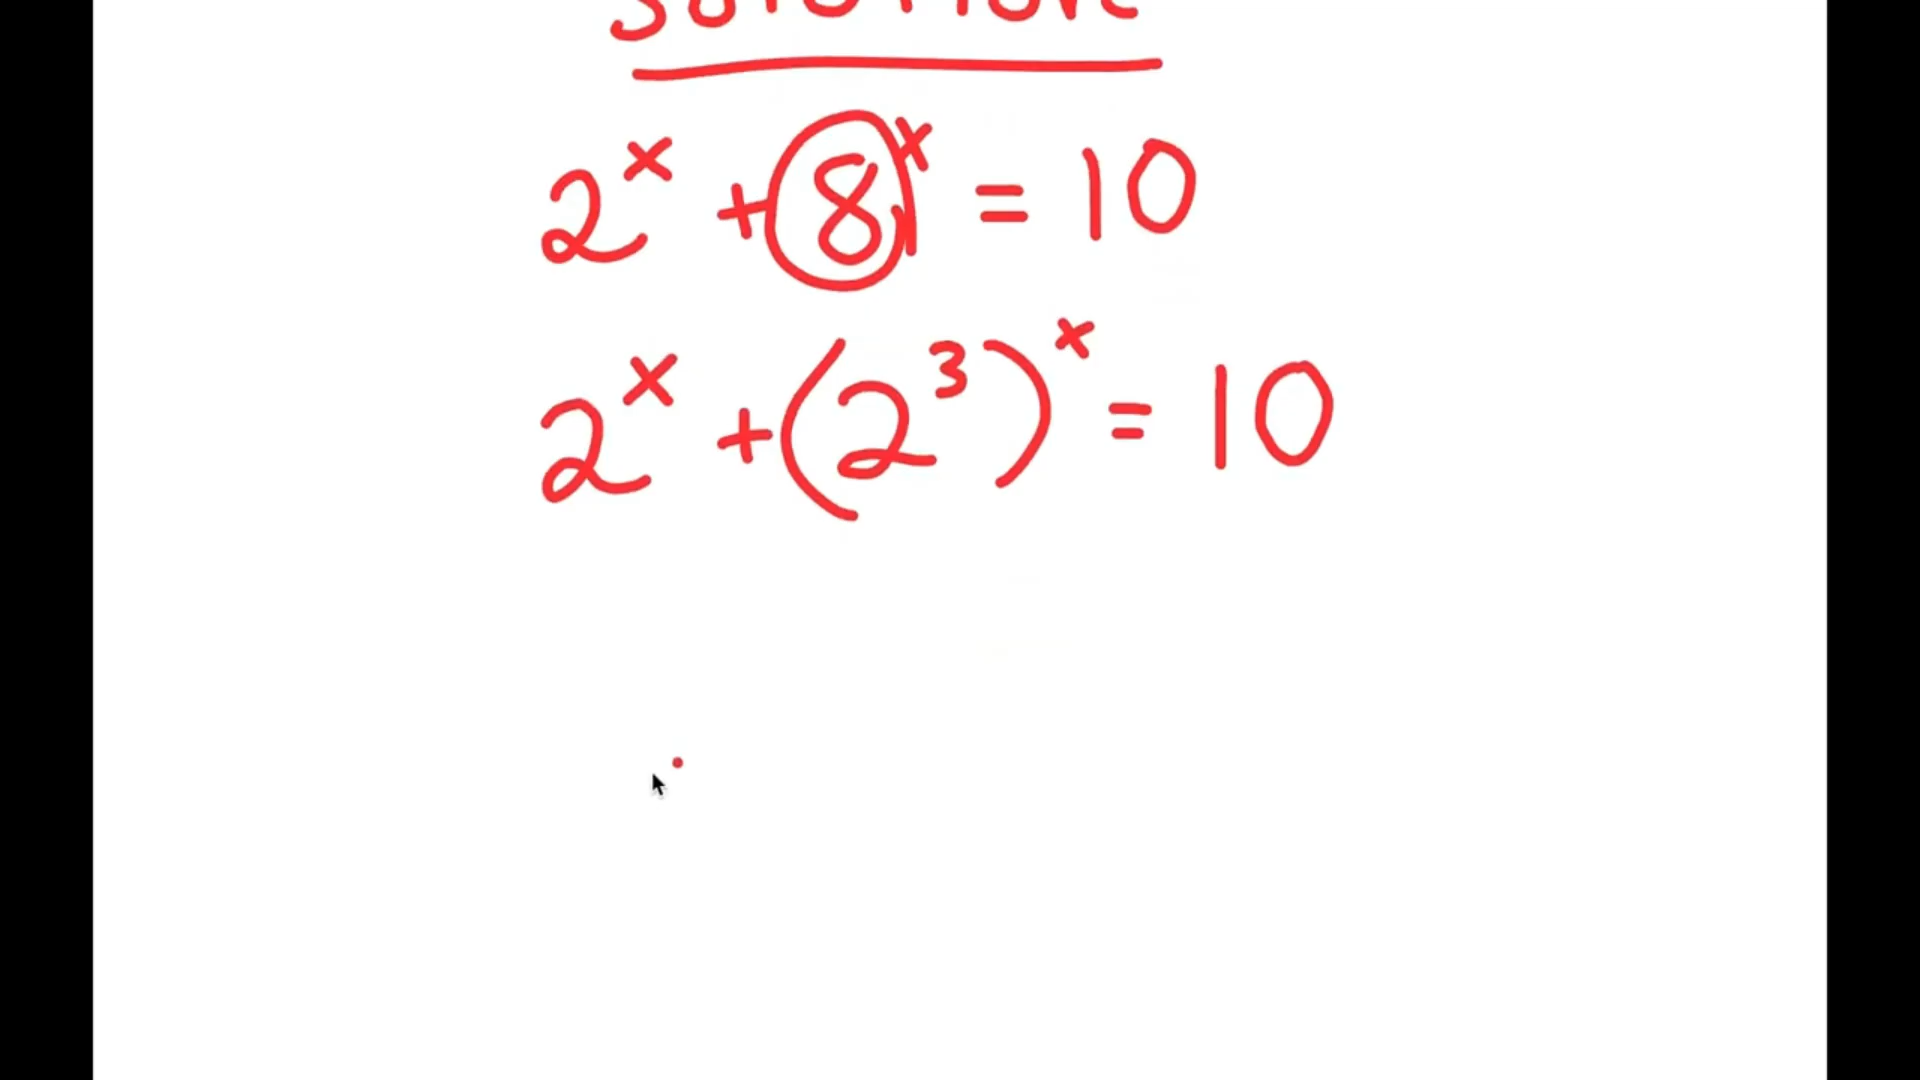 2^x + 8^x = 10
2^x + (2^3)^x = 10